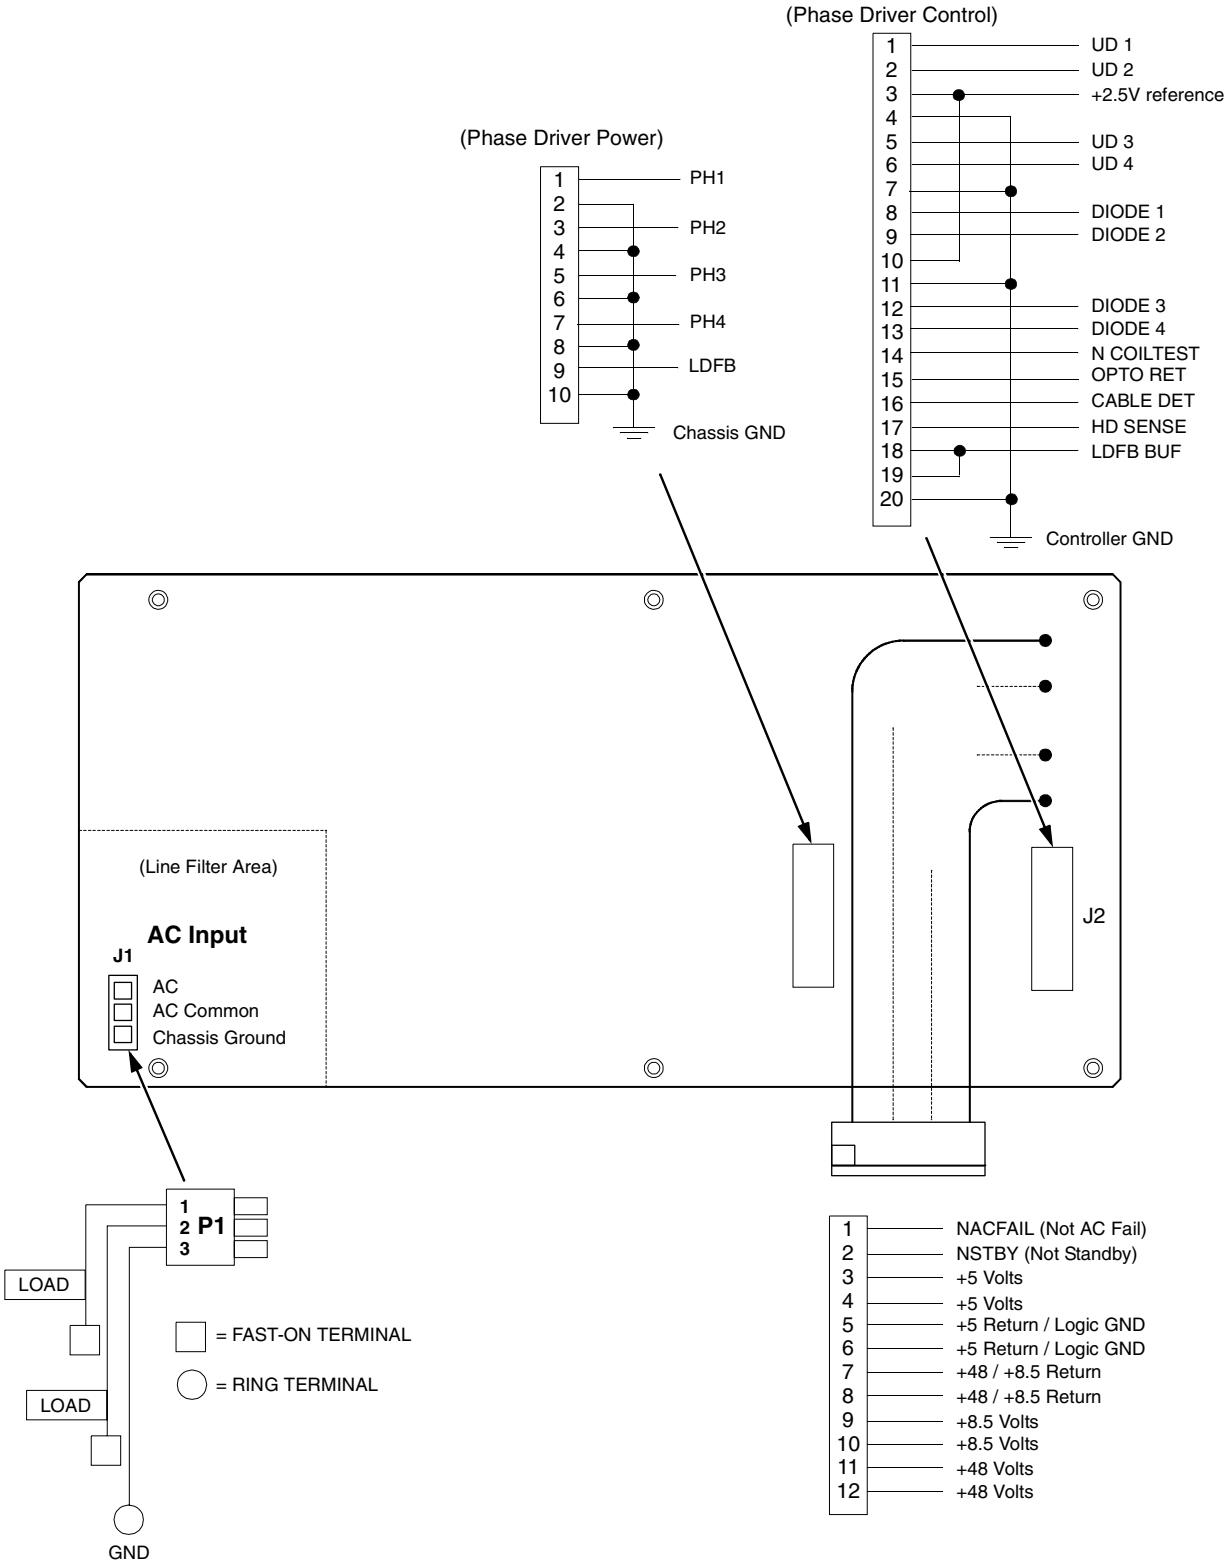 (Phase Driver Control)
1 UD 1
2 UD 2
3 +2.5V reference
4
5 UD 3
6 UD 4
7
8 DIODE 1
9 DIODE 2
10
11
12 DIODE 3
13 DIODE 4
14 N COILTEST
15 OPTO RET
16 CABLE DET
17 HD SENSE
18 LDFB BUF
19
20
Controller GND
(Phase Driver Power)
1 PH1
2
3 PH2
4
5 PH3
6
7 PH4
8
9 LDFB
10
Chassis GND
(Line Filter Area)
AC Input
J1
AC
AC Common
Chassis Ground
J2
1
2 P1
3
LOAD
LOAD
GND
= FAST-ON TERMINAL
= RING TERMINAL
1 NACFAIL (Not AC Fail)
2 NSTBY (Not Standby)
3 +5 Volts
4 +5 Volts
5 +5 Return / Logic GND
6 +5 Return / Logic GND
7 +48 / +8.5 Return
8 +48 / +8.5 Return
9 +8.5 Volts
10 +8.5 Volts
11 +48 Volts
12 +48 Volts